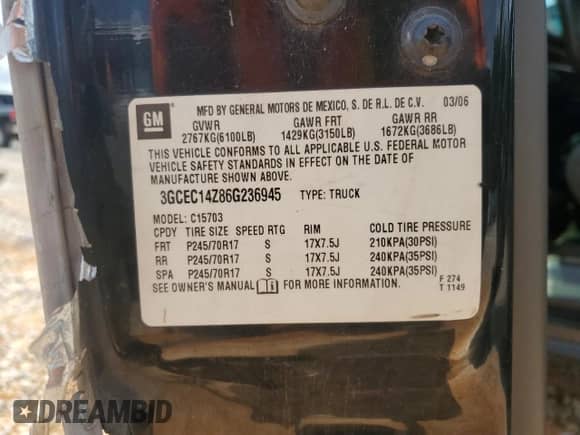 GM
MFD BY GENERAL MOTORS DE MEXICO, S. DE R.L. DE C.V. 03/06
GVWR GAWR FRT GAWR RR
2767KG(6100LB) 1429KG(3150LB) 1672KG(3686LB)
THIS VEHICLE CONFORMS TO ALL APPLICABLE U.S. FEDERAL MOTOR
VEHICLE SAFETY STANDARDS IN EFFECT ON THE DATE OF
MANUFACTURE SHOWN ABOVE.
3GCEC14Z86G236945 TYPE: TRUCK
MODEL: C15703
CPDY TIRE SIZE SPEED RTG RIM COLD TIRE PRESSURE
FRT P245/70R17 S 17X7.5J 210KPA(30PSI)
RR P245/70R17 S 17X7.5J 240KPA(35PSI)
SPA P245/70R17 S 17X7.5J 240KPA(35PSI)
SEE OWNER'S MANUAL FOR MORE INFORMATION.
F 274
T 1149
DREAMBID